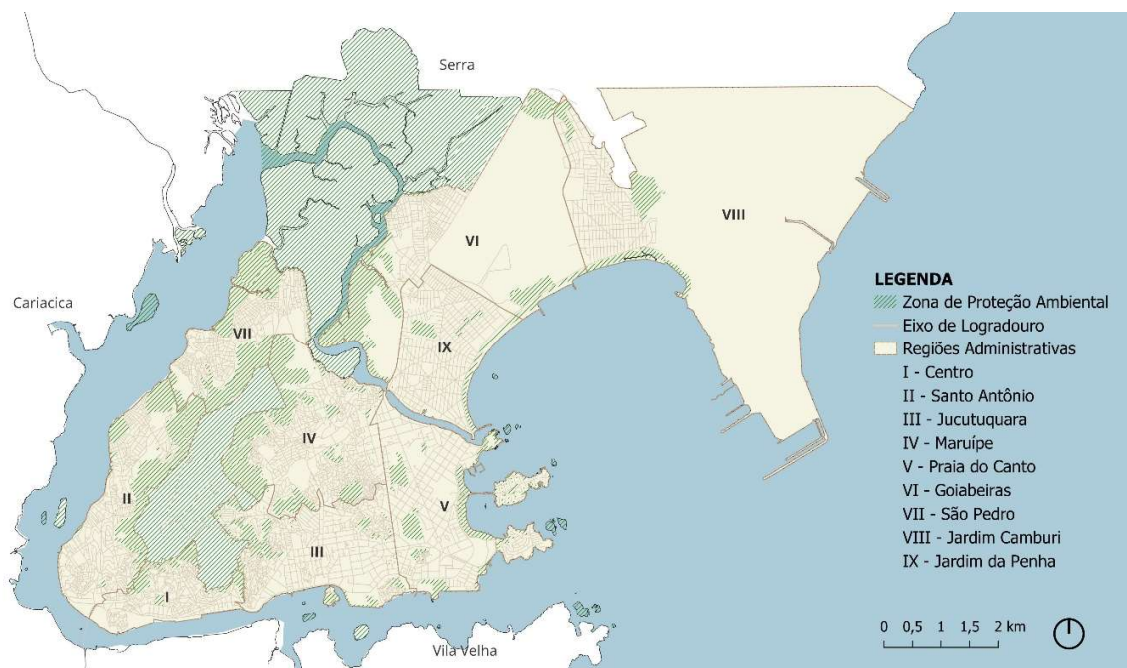 Serra
VIII
VI
Cariacica
VII
IX
IV
II
V
III
I
Vila Velha
LEGENDA
Zona de Proteção Ambiental
Eixo de Logradouro
Regiões Administrativas
I - Centro
II - Santo Antônio
III - Jucutuquara
IV - Maruípe
V - Praia do Canto
VI - Goiabeiras
VII - São Pedro
VIII - Jardim Camburi
IX - Jardim da Penha
0 0,5 1 1,5 2 km